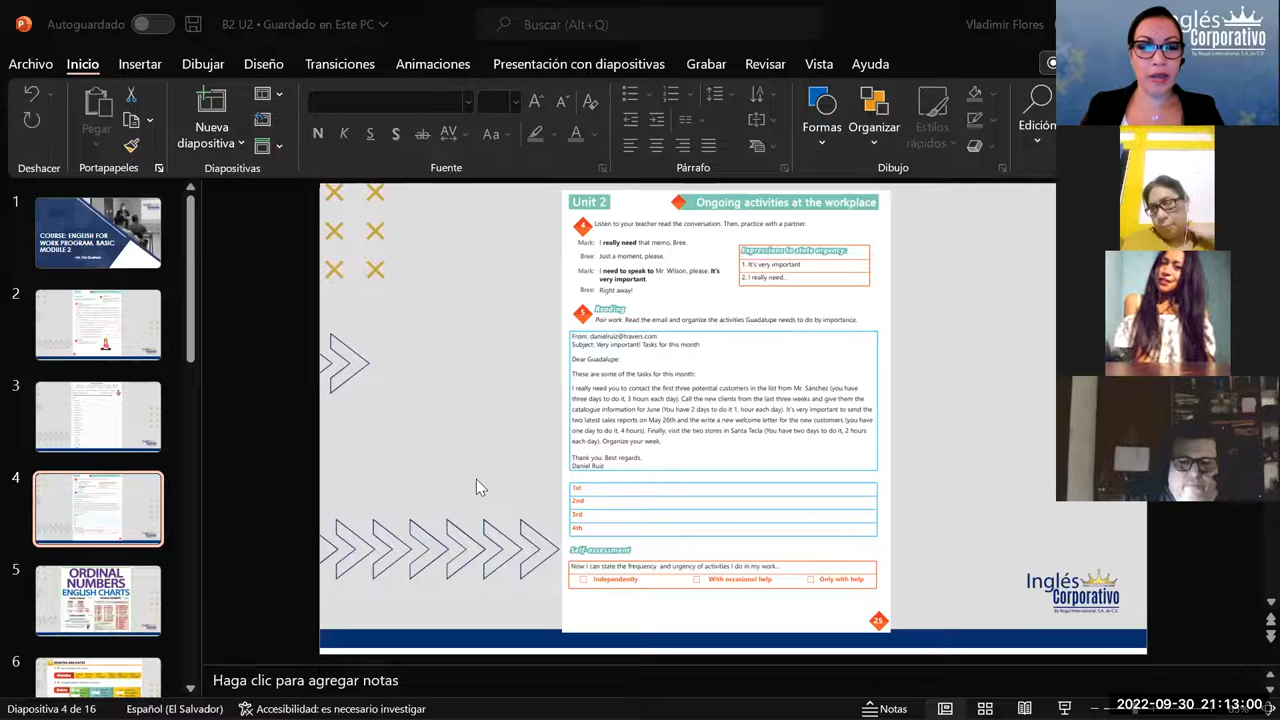 Autoguardado
B2 U2 • Guardado en Este PC
Buscar (Alt+Q)
Vladimir Flores
Archivo
Inicio
Insertar
Dibujar
Diseño
Transiciones
Animaciones
con diapositivas
Grabar
Revisar
Vista
Ayuda
Pegar
Nueva
diapositiva
Formas
Organizar
Estilos
rápidos
Edición
Deshacer
Portapapeles
Diapositivas
Fuente
Párrafo
Dibujo
Inglés
Corporativo
By Regal International, S.A. de C.V.
1
COURSE: ENGLISH FOR
WORK PROGRAM. BASIC
MODULE 2
2
3
4
5
ORDINAL
NUMBERS
ENGLISH CHARTS
6
Unit 2
Ongoing activities at the workplace
4
Listen to your teacher read the conversation. Then, practice with a partner.
Mark: I really need that memo, Bree.
Bree: Just a moment, please.
Mark: I need to speak to Mr. Wilson, please. It's
very important.
Bree: Right away!
Expressions to state urgency:
1. It's very important
2. I really need..
5
Reading
Pair work. Read the email and organize the activities Guadalupe needs to do by importance.
From: danielruiz@travers.com
Subject: Very important! Tasks for this month
Dear Guadalupe:
These are some of the tasks for this month:
I really need you to contact the first three potential customers in the list from Mr. Sánchez (you have
three days to do it, 3 hours each day). Call the new clients from the last three weeks and give them the
catalogue information for June (You have 2 days to do it 1, hour each day). It's very important to send the
two latest sales reports on May 26th and the write a new welcome letter for the new customers (you have
one day to do it, 4 hours). Finally, visit the two stores in Santa Tecla (You have two days to do it, 2 hours
each day). Organize your week.
Thank you. Best regards,
Daniel Ruiz
1st
2nd
3rd
4th
Self-assessment
Now i can state the frequency and urgency of activities I do in my work...
Independently
With occasional help
Only with help
25
Inglés
Corporativo
By Regal International, S.A. de C.V.
Haga clic para agregar notas
Diapositiva 4 de 16
Español (El Salvador)
Accesibilidad: es necesario investigar
Notas
2022-09-30 21:13:00